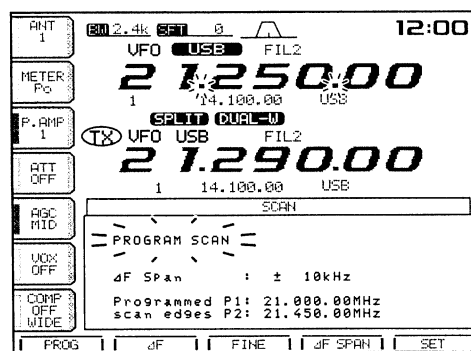 ANT 1
BW 2.4k SFT 0
12:00
VFO USB FIL2
METER Po
21.250.00
1 14.100.00 USB
P.AMP 1
SPLIT DUAL-W
TX VFO USB FIL2
ATT OFF
21.290.00
1 14.100.00 USB
AGC MID
SCAN
PROGRAM SCAN
VOX OFF
⊿F SPan : ± 10kHz
COMP OFF WIDE
Programmed P1: 21.000.00MHz
scan edges P2: 21.450.00MHz
PROG ⊿F FINE ⊿F SPAN SET